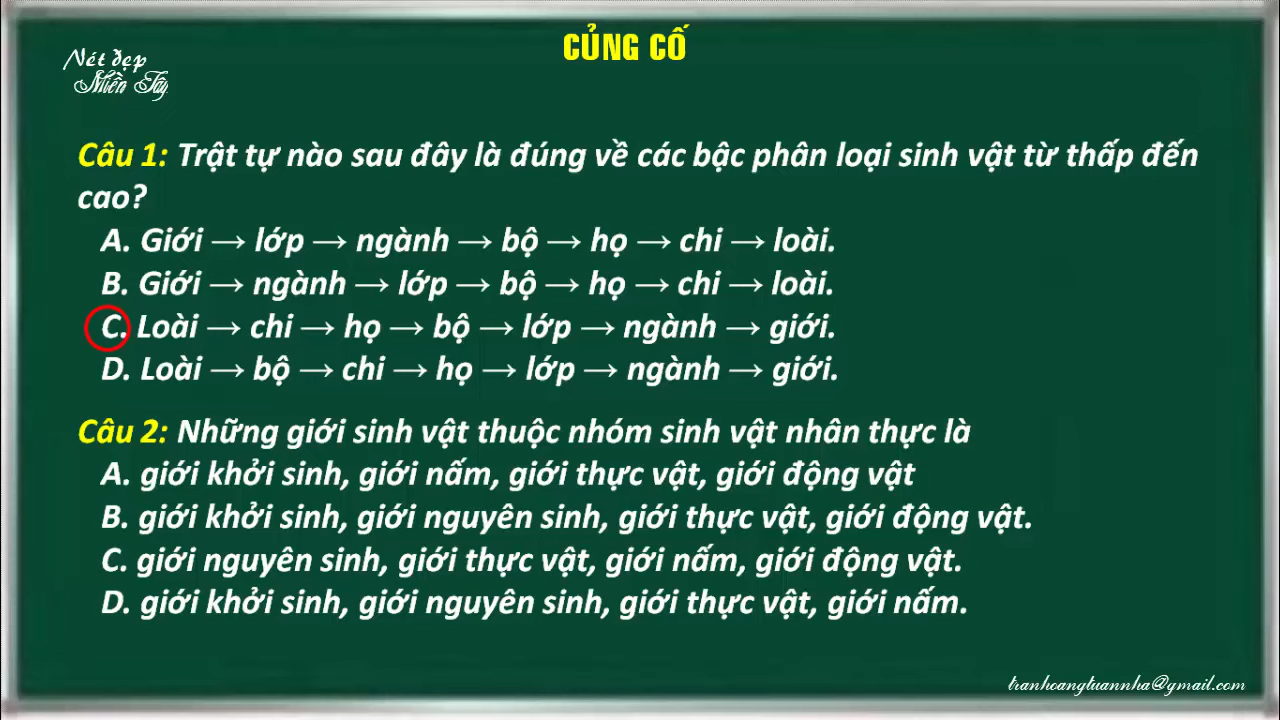 CỦNG CỐ
Nét đẹp
Miền Tây
Câu 1: Trật tự nào sau đây là đúng về các bậc phân loại sinh vật từ thấp đến
cao?
A. Giới → lớp → ngành → bộ → họ → chi → loài.
B. Giới → ngành → lớp → bộ → họ → chi → loài.
C. Loài → chi → họ → bộ → lớp → ngành → giới.
D. Loài → bộ → chi → họ → lớp → ngành → giới.
Câu 2: Những giới sinh vật thuộc nhóm sinh vật nhân thực là
A. giới khởi sinh, giới nấm, giới thực vật, giới động vật
B. giới khởi sinh, giới nguyên sinh, giới thực vật, giới động vật.
C. giới nguyên sinh, giới thực vật, giới nấm, giới động vật.
D. giới khởi sinh, giới nguyên sinh, giới thực vật, giới nấm.
tranhoangtuannha@gmail.com